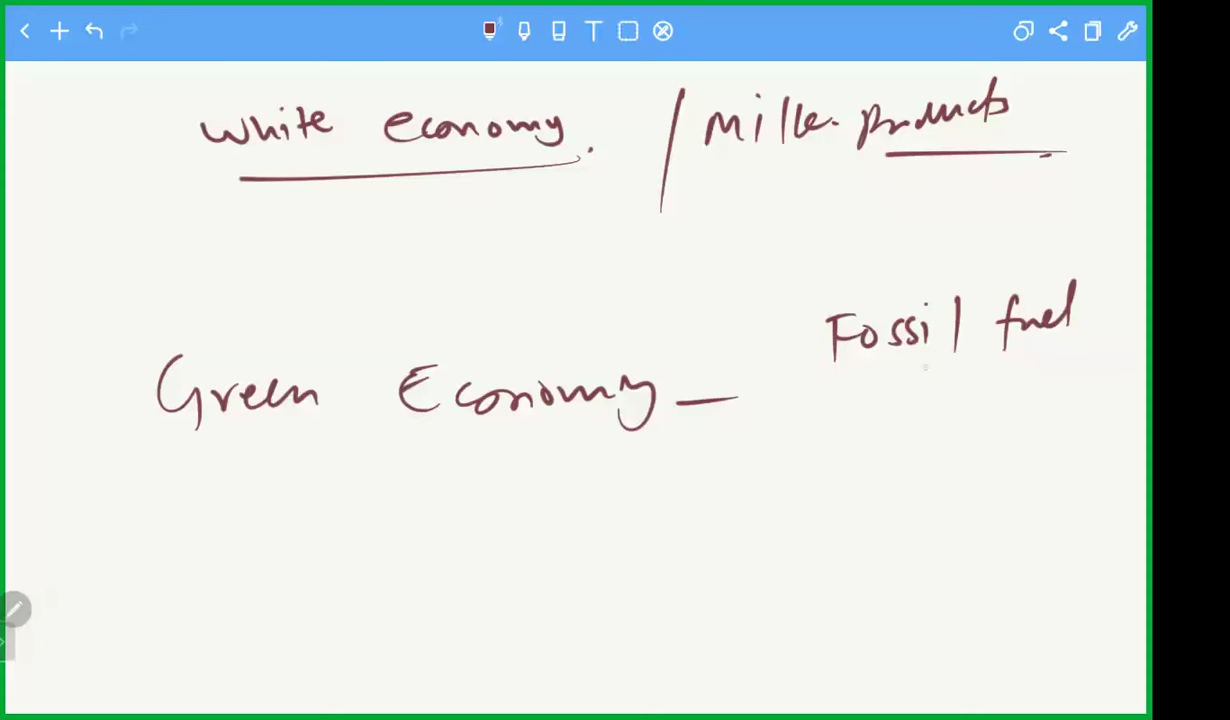 White economy. / Milk products
Fossil fuel
Green Economy —